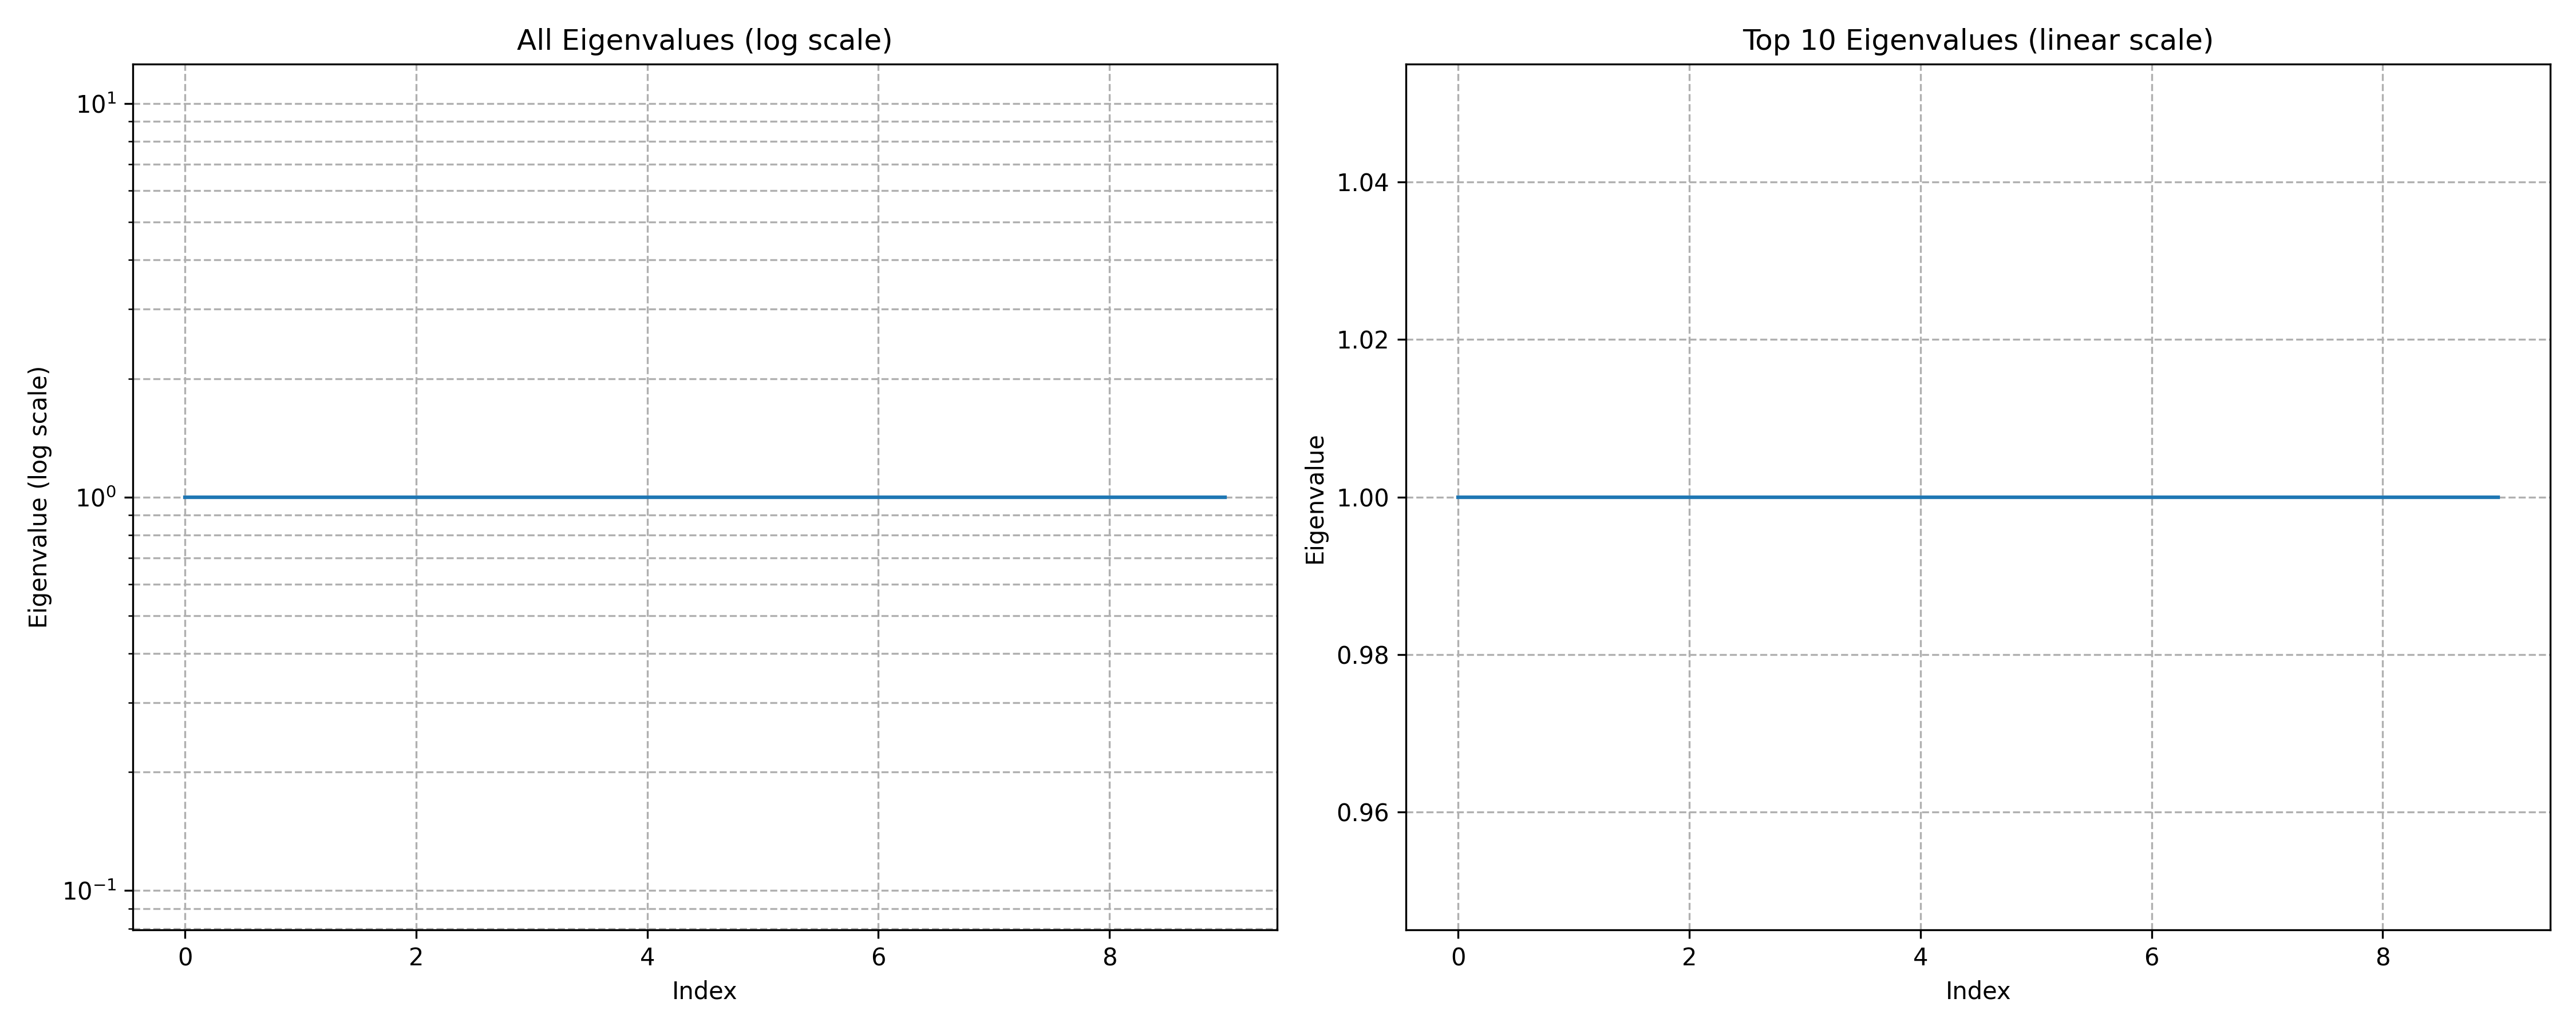 All Eigenvalues (log scale)
Eigenvalue (log scale)
10¹
10⁰
10⁻¹
0 2 4 6 8
Index
Top 10 Eigenvalues (linear scale)
Eigenvalue
1.04
1.02
1.00
0.98
0.96
0 2 4 6 8
Index